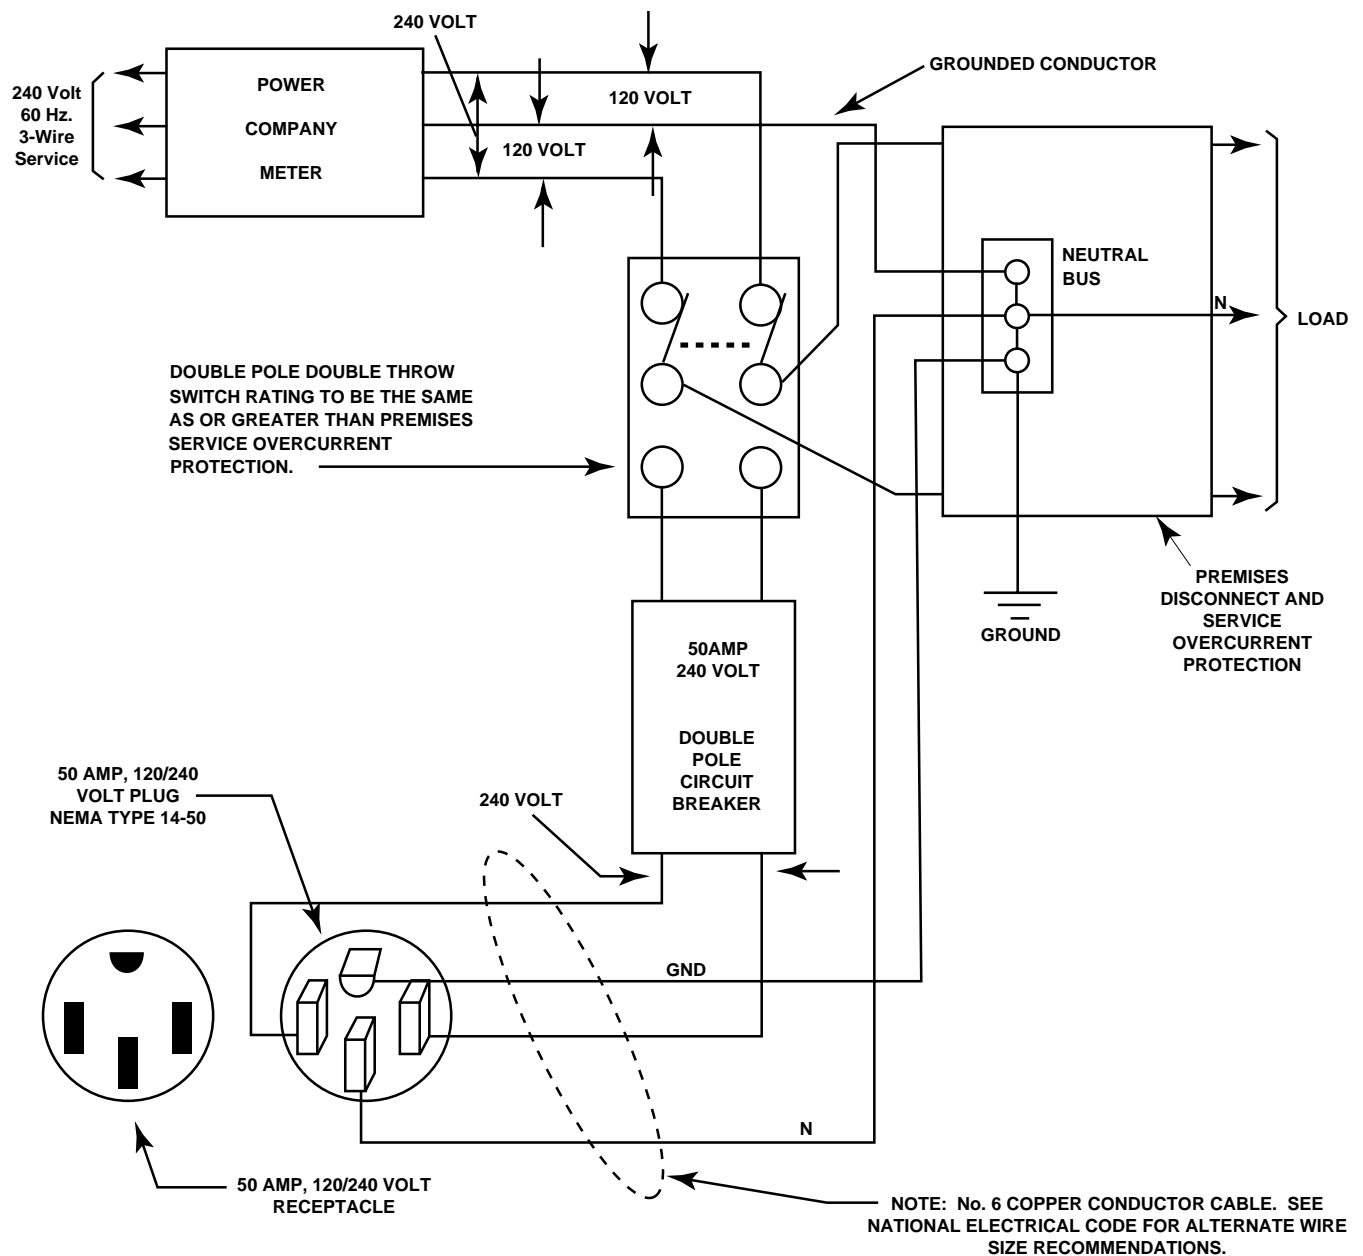 240 VOLT
GROUNDED CONDUCTOR
240 Volt
60 Hz.
3-Wire
Service
POWER
COMPANY
METER
120 VOLT
120 VOLT
NEUTRAL
BUS
N
LOAD
DOUBLE POLE DOUBLE THROW
SWITCH RATING TO BE THE SAME
AS OR GREATER THAN PREMISES
SERVICE OVERCURRENT
PROTECTION.
PREMISES
DISCONNECT AND
SERVICE
OVERCURRENT
PROTECTION
GROUND
50AMP
240 VOLT
DOUBLE
POLE
CIRCUIT
BREAKER
50 AMP, 120/240
VOLT PLUG
NEMA TYPE 14-50
240 VOLT
GND
N
50 AMP, 120/240 VOLT
RECEPTACLE
NOTE: No. 6 COPPER CONDUCTOR CABLE. SEE
NATIONAL ELECTRICAL CODE FOR ALTERNATE WIRE
SIZE RECOMMENDATIONS.